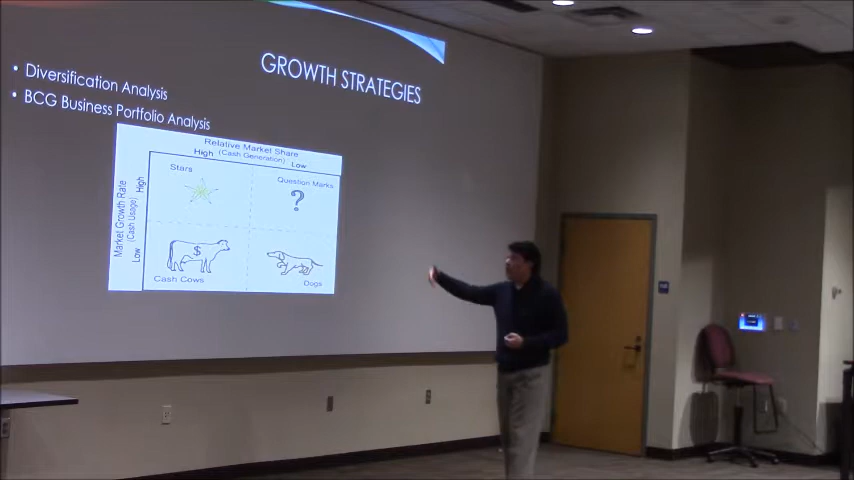 GROWTH STRATEGIES
• Diversification Analysis
• BCG Business Portfolio Analysis
Relative Market Share
(Cash Generation)
High
Low
Market Growth Rate
(Cash Usage)
High
Low
Stars
Question Marks
?
$
Cash Cows
Dogs